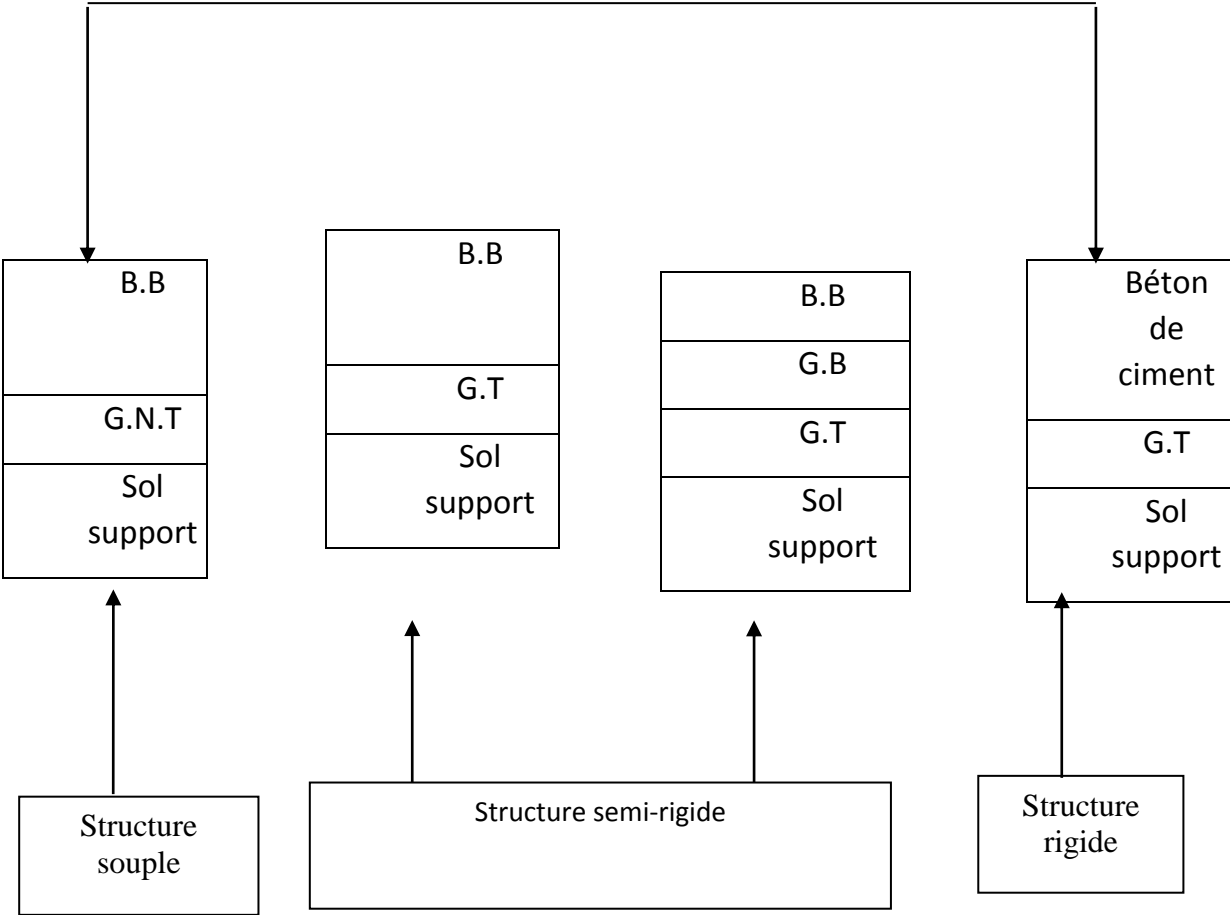 B.B
G.N.T
Sol
support
B.B
G.T
Sol
support
B.B
G.B
G.T
Sol
support
Béton
de
ciment
G.T
Sol
support
Structure
souple
Structure semi-rigide
Structure
rigide